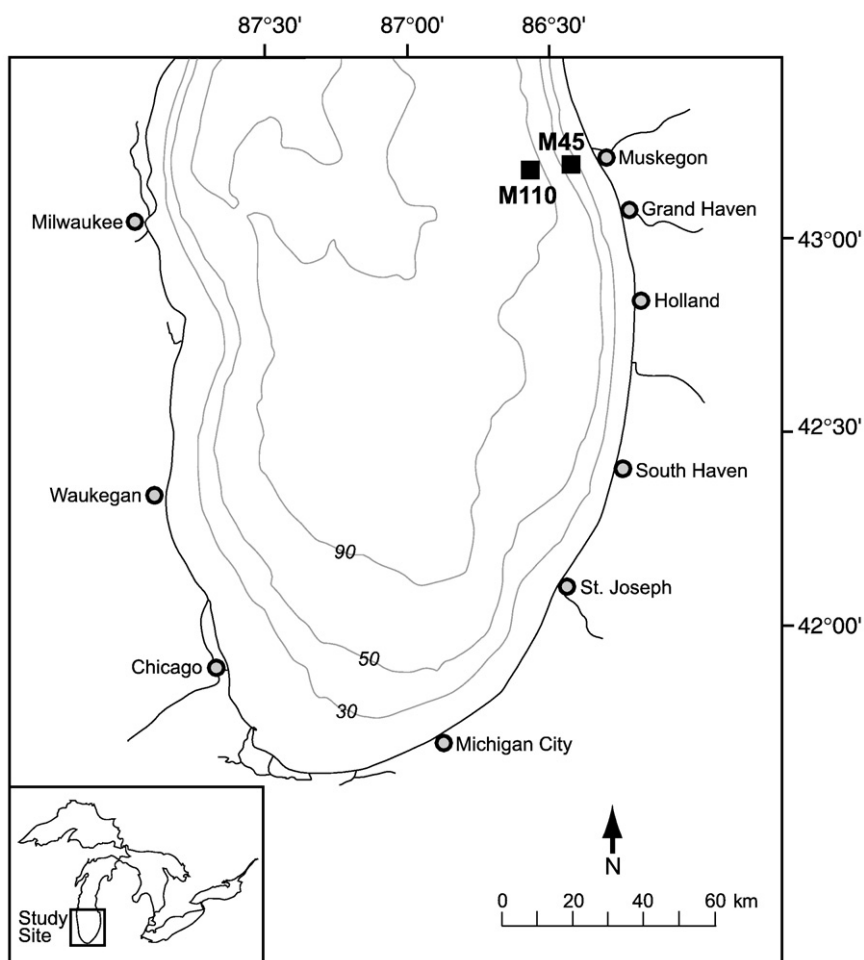 87°30'
87°00'
86°30'
M45
Muskegon
M110
Grand Haven
Milwaukee
43°00'
Holland
42°30'
South Haven
Waukegan
90
St. Joseph
42°00'
50
Chicago
30
Michigan City
N
Study
Site
0 20 40 60 km